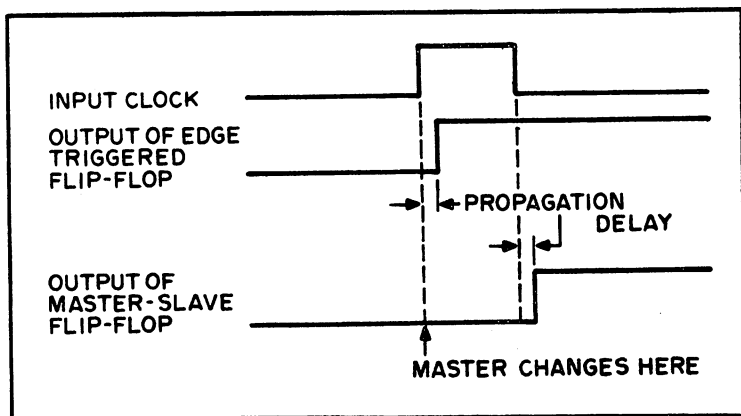 INPUT CLOCK
OUTPUT OF EDGE
TRIGGERED
FLIP-FLOP
PROPAGATION
DELAY
OUTPUT OF
MASTER-SLAVE
FLIP-FLOP
MASTER CHANGES HERE